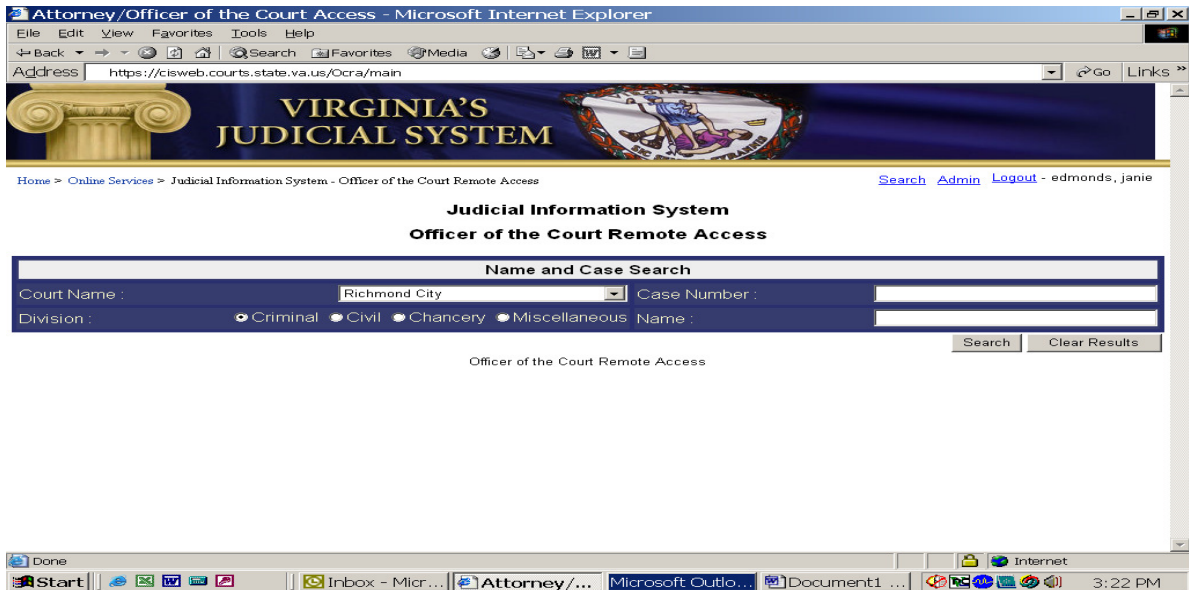 Attorney/Officer of the Court Access - Microsoft Internet Explorer
File Edit View Favorites Tools Help
Back Search Favorites Media
Address https://cisweb.courts.state.va.us/Ocra/main Go Links »
VIRGINIA'S
JUDICIAL SYSTEM
Home > Online Services > Judicial Information System - Officer of the Court Remote Access Search Admin Logout - edmonds, janie
Judicial Information System
Officer of the Court Remote Access
Name and Case Search
Court Name : Richmond City Case Number :
Division : Criminal Civil Chancery Miscellaneous Name :
Search Clear Results
Officer of the Court Remote Access
Done Internet
Start Inbox - Micr... Attorney/... Microsoft Outlo... Document1 ... 3:22 PM